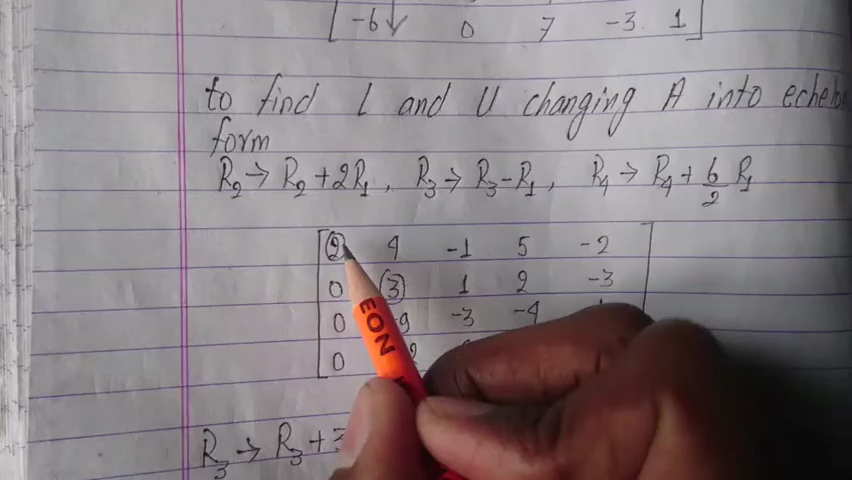 -6 0 7 -3 1
to find L and U changing A into echelon
form
R2 → R2 + 2R1, R3 → R3 - R1, R4 → R4 + 6/2 R1
2 4 -1 5 -2
0 3 1 2 -3
0 -9 -3 -4
0
R3 → R3 + 3
EON